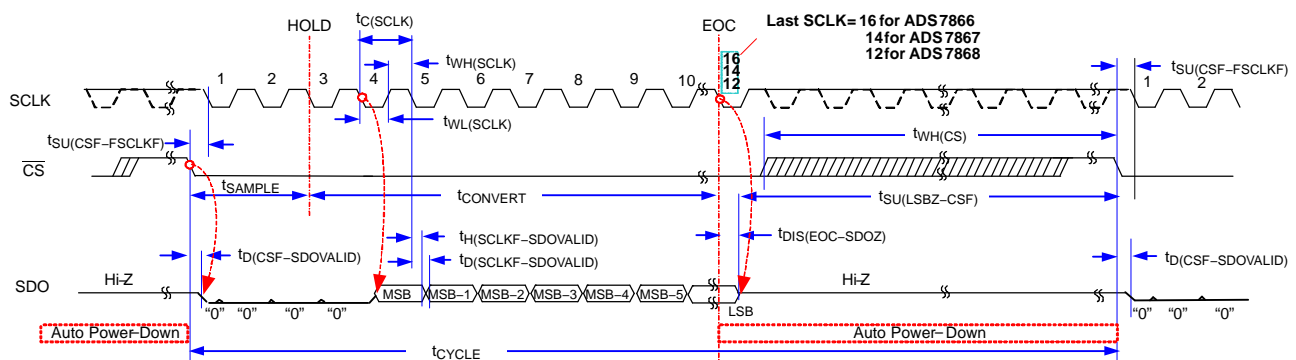 tC(SCLK)
HOLD
EOC
Last SCLK= 16 for ADS7866
14 for ADS7867
12 for ADS7868
16
14
12
tWH(SCLK)
tSU(CSF–FSCLKF)
1 2 3 4 5 6 7 8 9 10 1 2
SCLK
tWL(SCLK)
tSU(CSF–FSCLKF)
tWH(CS)
CS
tSAMPLE
tCONVERT
tSU(LSBZ–CSF)
tH(SCLKF–SDOVALID)
tDIS(EOC–SDOZ)
tD(CSF–SDOVALID)
tD(SCLKF–SDOVALID)
tD(CSF–SDOVALID)
SDO
Hi–Z
MSB MSB–1 MSB–2 MSB–3 MSB–4 MSB–5
Hi–Z
“0” “0” “0” “0”
LSB
“0” “0” “0”
Auto Power–Down
Auto Power–Down
tCYCLE